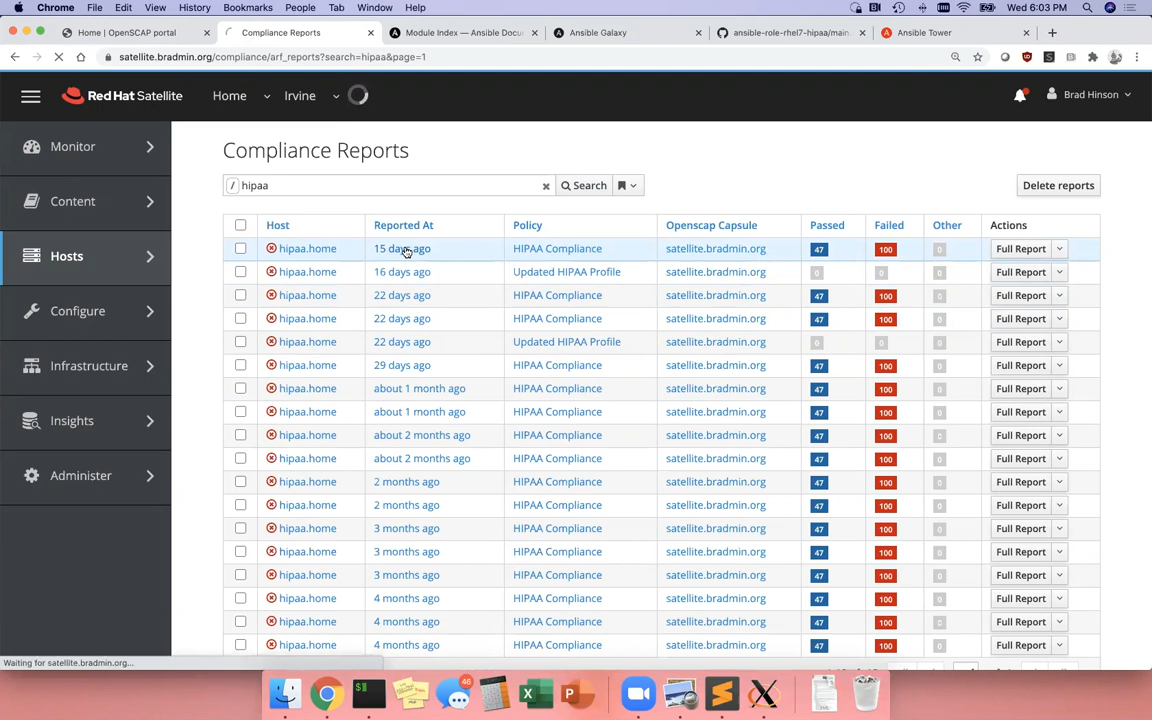 Chrome File Edit View History Bookmarks People Tab Window Help Wed 6:03 PM
Home | OpenSCAP portal × Compliance Reports × Module Index — Ansible Docu × Ansible Galaxy × ansible-role-rhel7-hipaa/main. × Ansible Tower × +
satellite.bradmin.org/compliance/arf_reports?search=hipaa&page=1
Red Hat Satellite Home Irvine Brad Hinson
Monitor
Content
Hosts
Configure
Infrastructure
Insights
Administer
Compliance Reports
/ hipaa Search Delete reports
Host Reported At Policy Openscap Capsule Passed Failed Other Actions
hipaa.home 15 days ago HIPAA Compliance satellite.bradmin.org 47 100 0 Full Report
hipaa.home 16 days ago Updated HIPAA Profile satellite.bradmin.org 0 0 0 Full Report
hipaa.home 22 days ago HIPAA Compliance satellite.bradmin.org 47 100 0 Full Report
hipaa.home 22 days ago HIPAA Compliance satellite.bradmin.org 47 100 0 Full Report
hipaa.home 22 days ago Updated HIPAA Profile satellite.bradmin.org 0 0 0 Full Report
hipaa.home 29 days ago HIPAA Compliance satellite.bradmin.org 47 100 0 Full Report
hipaa.home about 1 month ago HIPAA Compliance satellite.bradmin.org 47 100 0 Full Report
hipaa.home about 1 month ago HIPAA Compliance satellite.bradmin.org 47 100 0 Full Report
hipaa.home about 2 months ago HIPAA Compliance satellite.bradmin.org 47 100 0 Full Report
hipaa.home about 2 months ago HIPAA Compliance satellite.bradmin.org 47 100 0 Full Report
hipaa.home 2 months ago HIPAA Compliance satellite.bradmin.org 47 100 0 Full Report
hipaa.home 2 months ago HIPAA Compliance satellite.bradmin.org 47 100 0 Full Report
hipaa.home 3 months ago HIPAA Compliance satellite.bradmin.org 47 100 0 Full Report
hipaa.home 3 months ago HIPAA Compliance satellite.bradmin.org 47 100 0 Full Report
hipaa.home 3 months ago HIPAA Compliance satellite.bradmin.org 47 100 0 Full Report
hipaa.home 4 months ago HIPAA Compliance satellite.bradmin.org 47 100 0 Full Report
hipaa.home 4 months ago HIPAA Compliance satellite.bradmin.org 47 100 0 Full Report
hipaa.home 4 months ago HIPAA Compliance satellite.bradmin.org 47 100 0 Full Report
Waiting for satellite.bradmin.org...
46